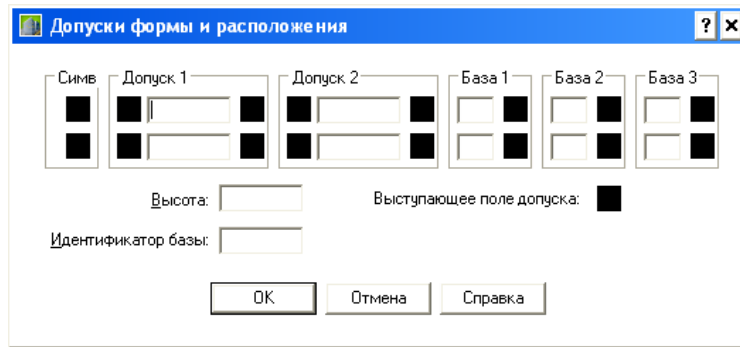 Допуски формы и расположения
Симв Допуск 1 Допуск 2 База 1 База 2 База 3
Высота: Выступающее поле допуска:
Идентификатор базы:
OK Отмена Справка